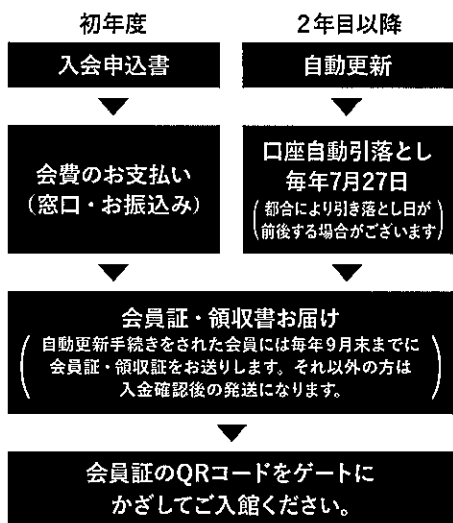 初年度
入会申込書
会費のお支払い
（窓口・お振込み）
2年目以降
自動更新
口座自動引落とし
毎年7月27日
（都合により引き落とし日が
前後する場合がございます）
会員証・領収書お届け
（自動更新手続きをされた会員には毎年9月末までに
会員証・領収証をお送りします。それ以外の方は
入金確認後の発送になります。）
会員証のQRコードをゲートに
かざしてご入館ください。